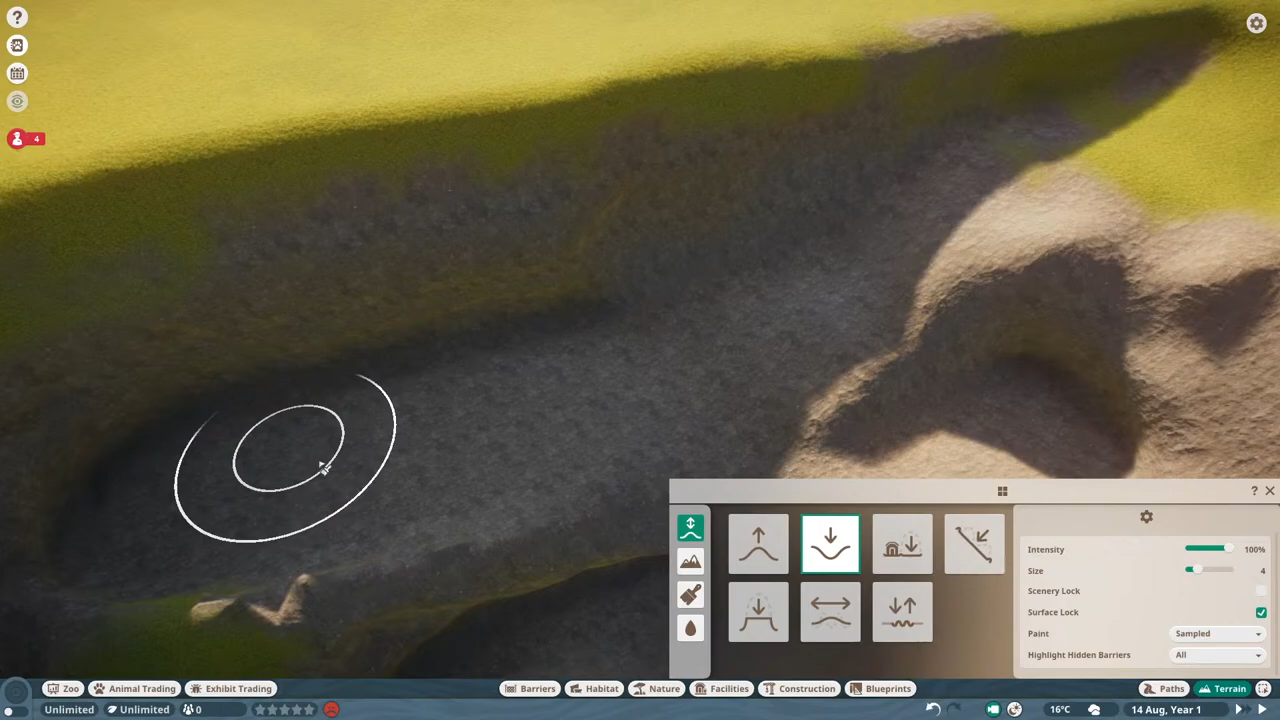 ?
4
?
Intensity 100%
Size 4
Scenery Lock
Surface Lock
Paint Sampled
Highlight Hidden Barriers All
Zoo Animal Trading Exhibit Trading Barriers Habitat Nature Facilities Construction Blueprints Paths Terrain
Unlimited Unlimited 0 16°C 14 Aug, Year 1